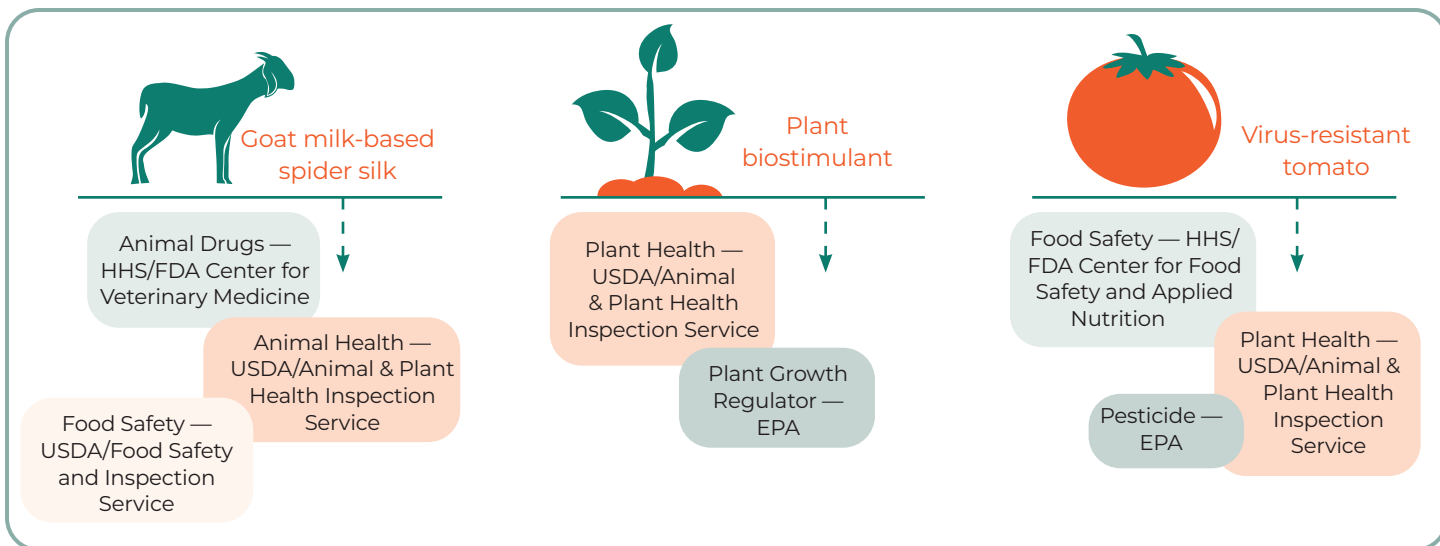 Goat milk-based
spider silk
Animal Drugs —
HHS/FDA Center for
Veterinary Medicine
Animal Health —
USDA/Animal & Plant
Health Inspection
Service
Food Safety —
USDA/Food Safety
and Inspection
Service
Plant
biostimulant
Plant Health —
USDA/Animal
& Plant Health
Inspection Service
Plant Growth
Regulator —
EPA
Virus-resistant
tomato
Food Safety — HHS/
FDA Center for Food
Safety and Applied
Nutrition
Plant Health —
USDA/Animal &
Plant Health
Inspection
Service
Pesticide —
EPA